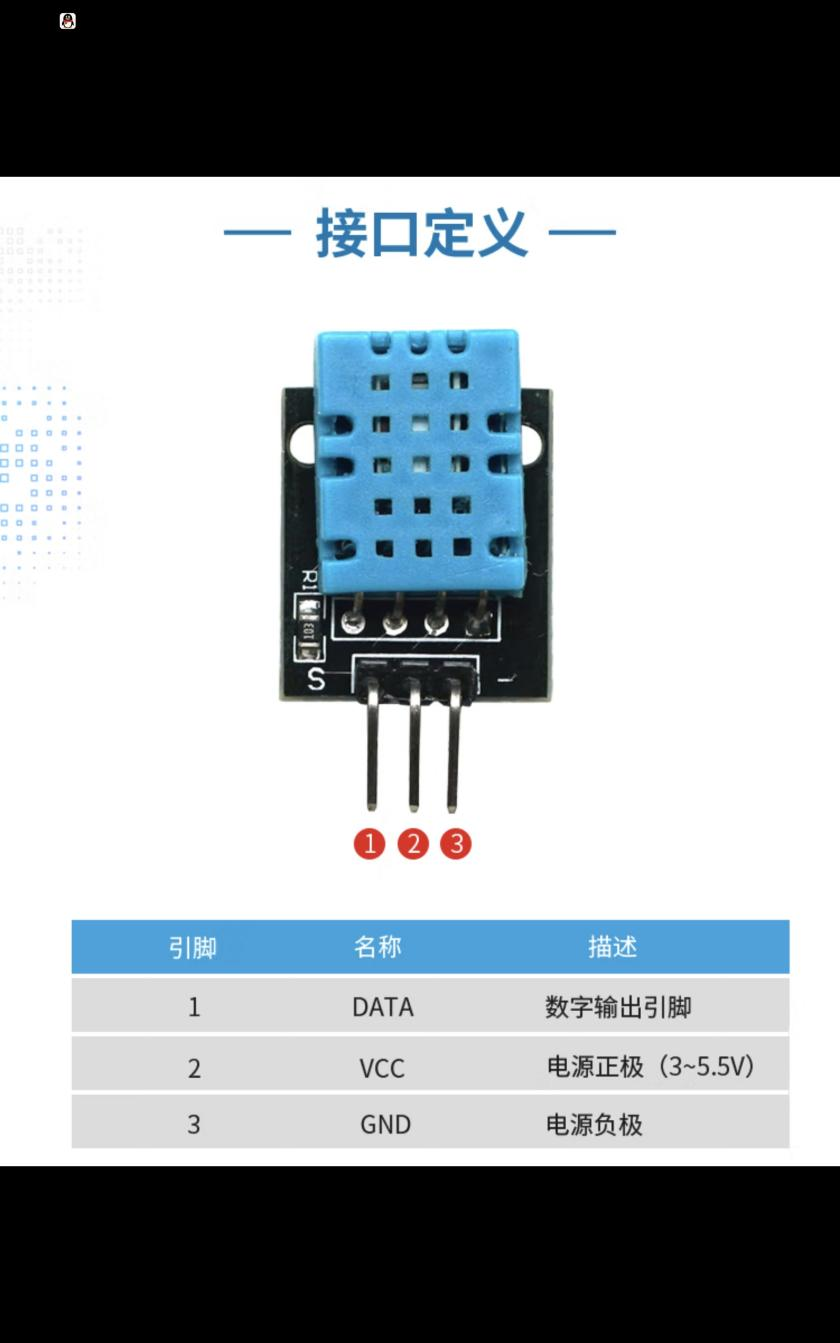 接口定义
R1
103
S
-
1 2 3
引脚 名称 描述
1 DATA 数字输出引脚
2 VCC 电源正极（3~5.5V）
3 GND 电源负极